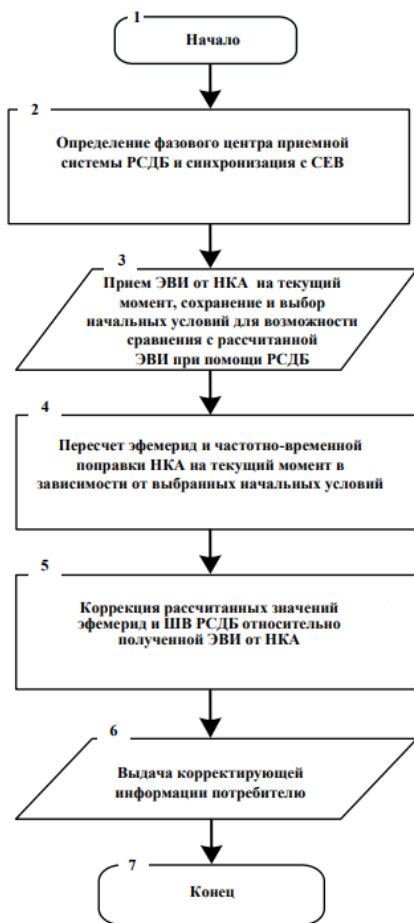 1
Начало
2
Определение фазового центра приемной
системы РСДБ и синхронизация с СЕВ
3
Прием ЭВИ от НКА на текущий
момент, сохранение и выбор
начальных условий для возможности
сравнения с рассчитанной
ЭВИ при помощи РСДБ
4
Пересчет эфемерид и частотно-временной
поправки НКА на текущий момент в
зависимости от выбранных начальных условий
5
Коррекция рассчитанных значений
эфемерид и ШВ РСДБ относительно
полученной ЭВИ от НКА
6
Выдача корректирующей
информации потребителю
7
Конец